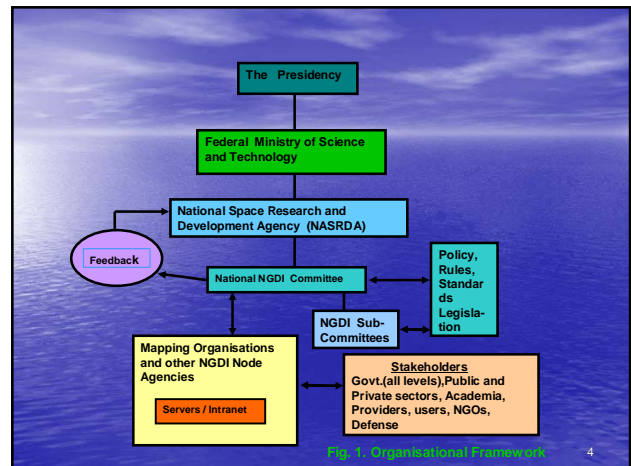 The Presidency
Federal Ministry of Science
and Technology
National Space Research and
Development Agency (NASRDA)
Feedback
National NGDI Committee
Policy,
Rules,
Standar
ds
Legisla-
tion
NGDI Sub-
Committees
Mapping Organisations
and other NGDI Node
Agencies
Servers / Intranet
Stakeholders
Govt.(all levels),Public and
Private sectors, Academia,
Providers, users, NGOs,
Defense
Fig. 1. Organisational Framework
4